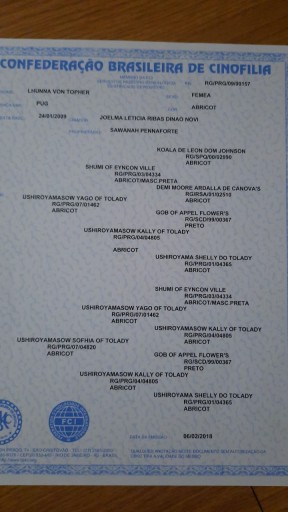 CONFEDERAÇÃO BRASILEIRA DE CINOFILIA
RG/PRG/09/00157
LHUNNA VON TOFHEN
FEMEA
PUG
ABRICOT
24/01/2009
JOELMA LETICIA RIBAS DINAO NOVI
SAWANAH PENNAFORTE
KOALA DE LEON DOM JOHNSON
RG/SPG/00/02090
ABRICOT
SHUMI OF EYNCON VILLE
RG/PRG/03/04334
ABRICOT/MASC.PRETA
DEMI MOORE ARDALLA DE CANOVA'S
RG/RSA/01/02510
ABRICOT
USHIROYAMASOW YAGO OF TOLADY
RG/PRG/07/01462
ABRICOT
GOB OF APPEL FLOWER'S
RG/SCD/99/00367
PRETO
USHIROYAMASOW KALLY OF TOLADY
RG/PRG/04/04805
ABRICOT
USHIROYAMA SHELLY DO TOLADY
RG/PRG/01/04365
ABRICOT
SHUMI OF EYNCON VILLE
RG/PRG/03/04334
ABRICOT/MASC.PRETA
USHIROYAMASOW YAGO OF TOLADY
RG/PRG/07/01462
ABRICOT
USHIROYAMASOW KALLY OF TOLADY
RG/PRG/04/04805
ABRICOT
USHIROYAMASOW SOFHIA OF TOLADY
RG/PRG/07/04820
ABRICOT
GOB OF APPEL FLOWER'S
RG/SCD/99/00367
PRETO
USHIROYAMASOW KALLY OF TOLADY
RG/PRG/04/04805
ABRICOT
USHIROYAMA SHELLY DO TOLADY
RG/PRG/01/04365
ABRICOT
FCI
06/02/2018